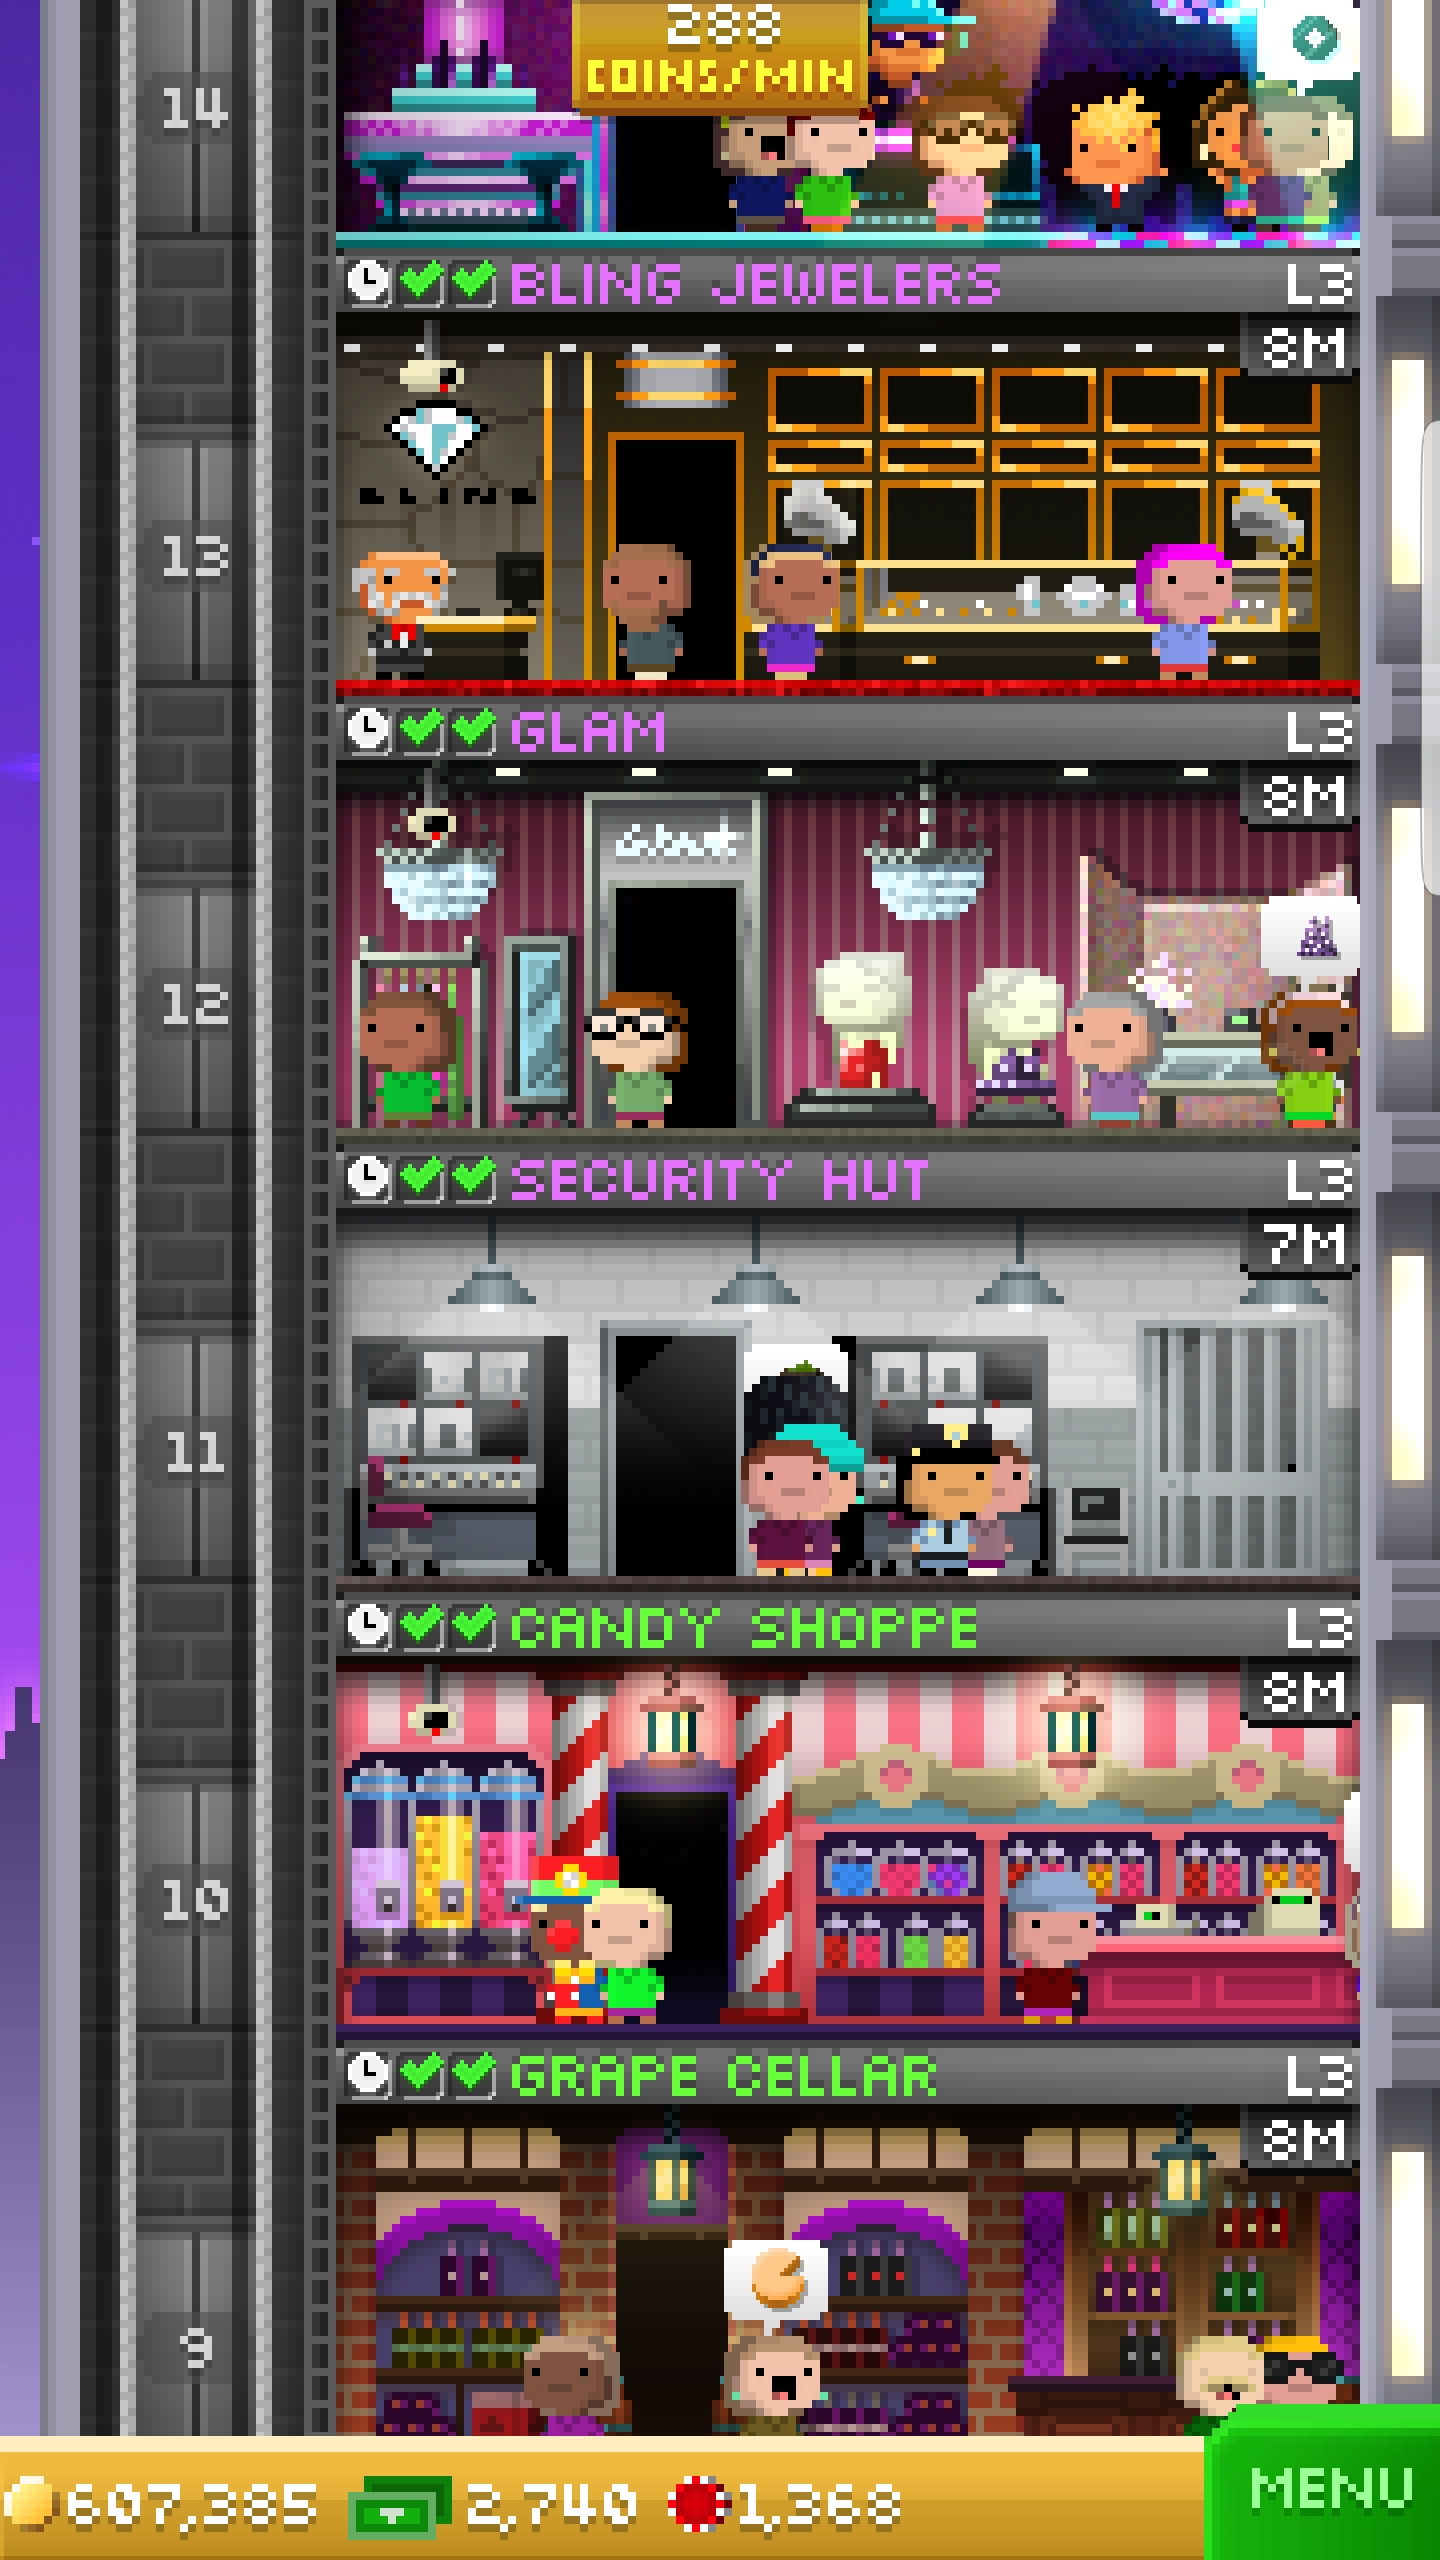 288
COINS/MIN
14
BLING JEWELERS L3
8M
BLING
13
GLAM L3
8M
12
SECURITY HUT L3
7M
11
CANDY SHOPPE L3
8M
10
GRAPE CELLAR L3
8M
9
607,385 2,740 1,368
MENU